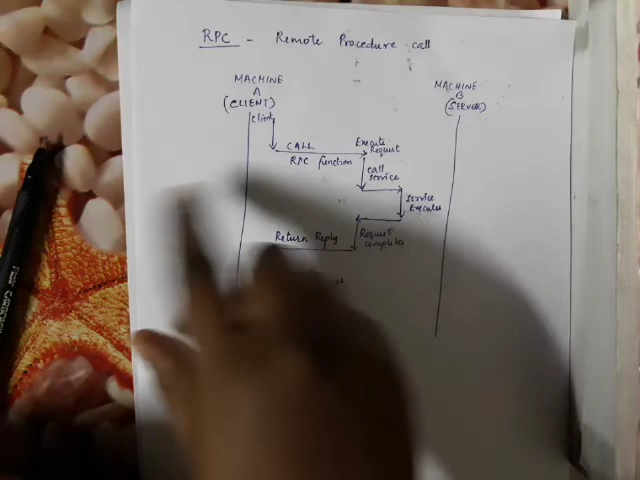 RPC - Remote Procedure call
MACHINE
A
(CLIENT)
MACHINE
B
(SERVER)
Client
CALL
RPC function
Execute
Request
Call
Service
Service
Executes
Return Reply
Request
Completes